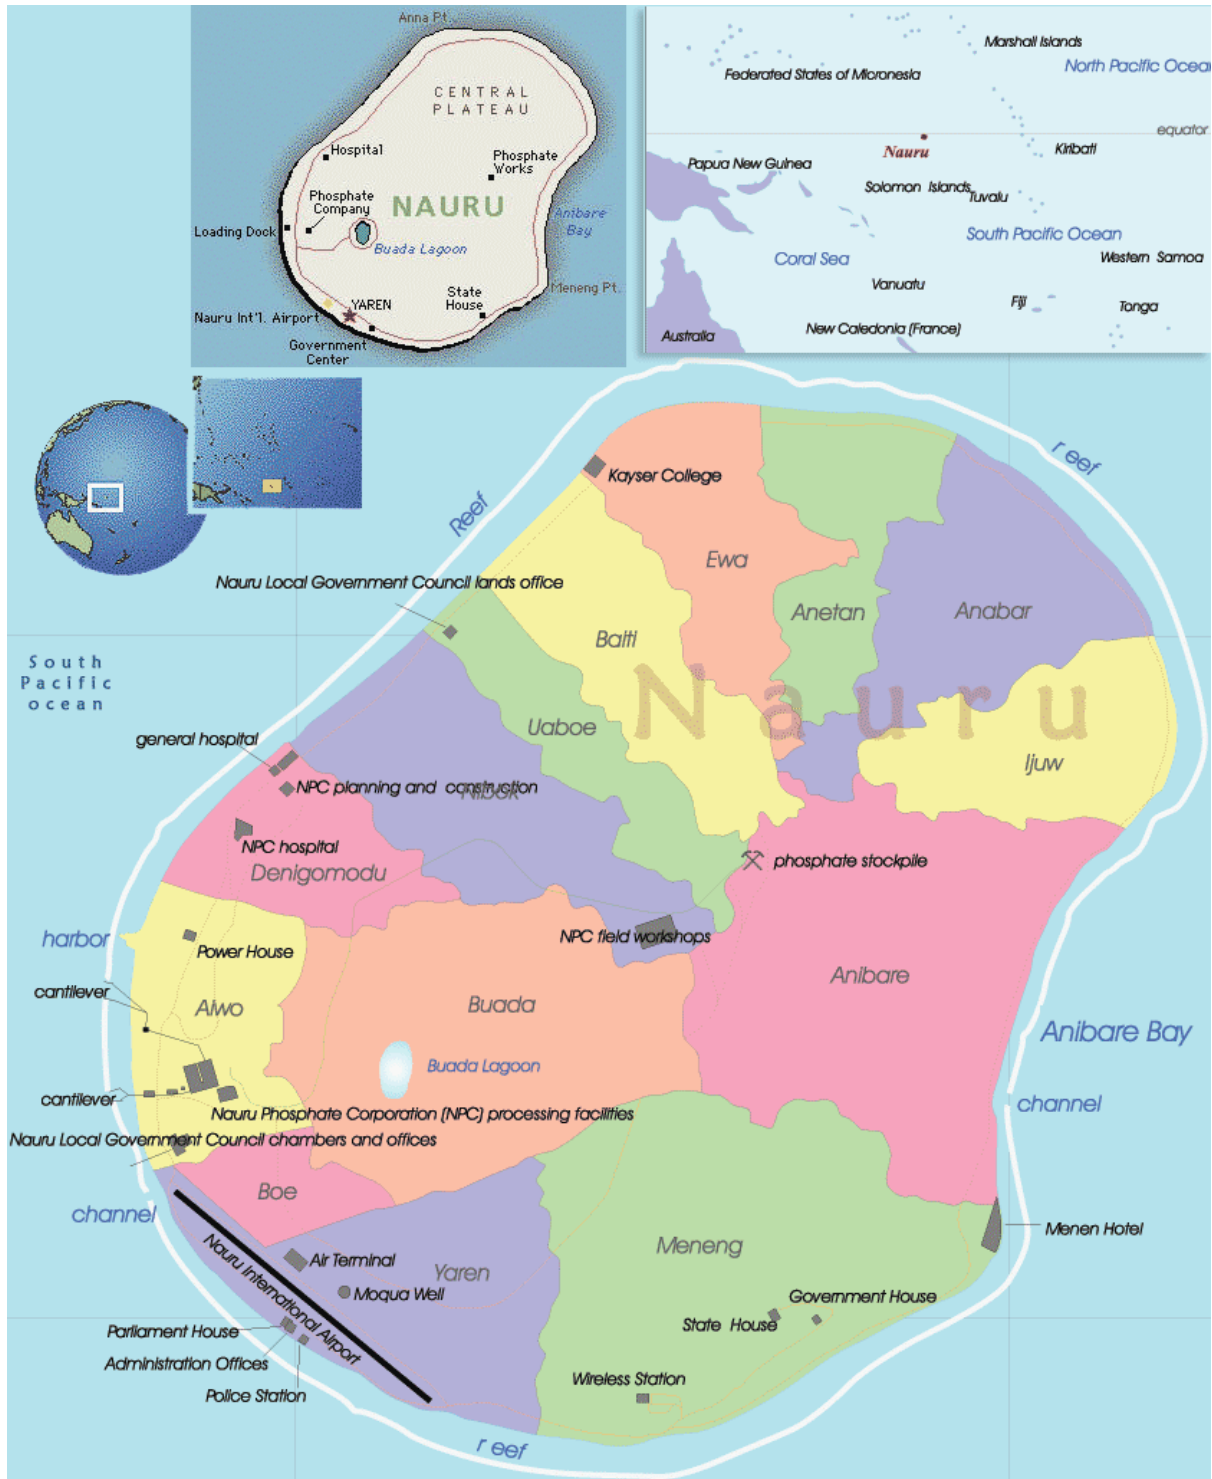 Anna Pt.
CENTRAL
PLATEAU
Hospital
Phosphate
Works
Phosphate
Company
NAURU
Loading Dock
Anibare
Bay
Buada Lagoon
Meneng Pt.
State
House
YAREN
Nauru Int'l. Airport
Government
Center
Marshall Islands
Federated States of Micronesia
North Pacific Ocean
equator
Nauru
Kiribati
Papua New Guinea
Solomon Islands
Tuvalu
South Pacific Ocean
Coral Sea
Western Samoa
Vanuatu
Fiji
Tonga
New Caledonia (France)
Australia
reef
Reef
Kayser College
Ewa
Nauru Local Government Council lands office
Anetan
Anabar
Baiti
South
Pacific
ocean
Nauru
Uaboe
general hospital
Ijuw
NPC planning and construction
Nibok
NPC hospital
Denigomodu
phosphate stockpile
harbor
Power House
NPC field workshops
Anibare
cantilever
Aiwo
Buada
Anibare Bay
Buada Lagoon
cantilever
channel
Nauru Phosphate Corporation (NPC) processing facilities
Nauru Local Government Council chambers and offices
Boe
channel
Menen Hotel
Meneng
Air Terminal
Nauru International Airport
Yaren
Moqua Well
Government House
State House
Parliament House
Administration Offices
Wireless Station
Police Station
reef